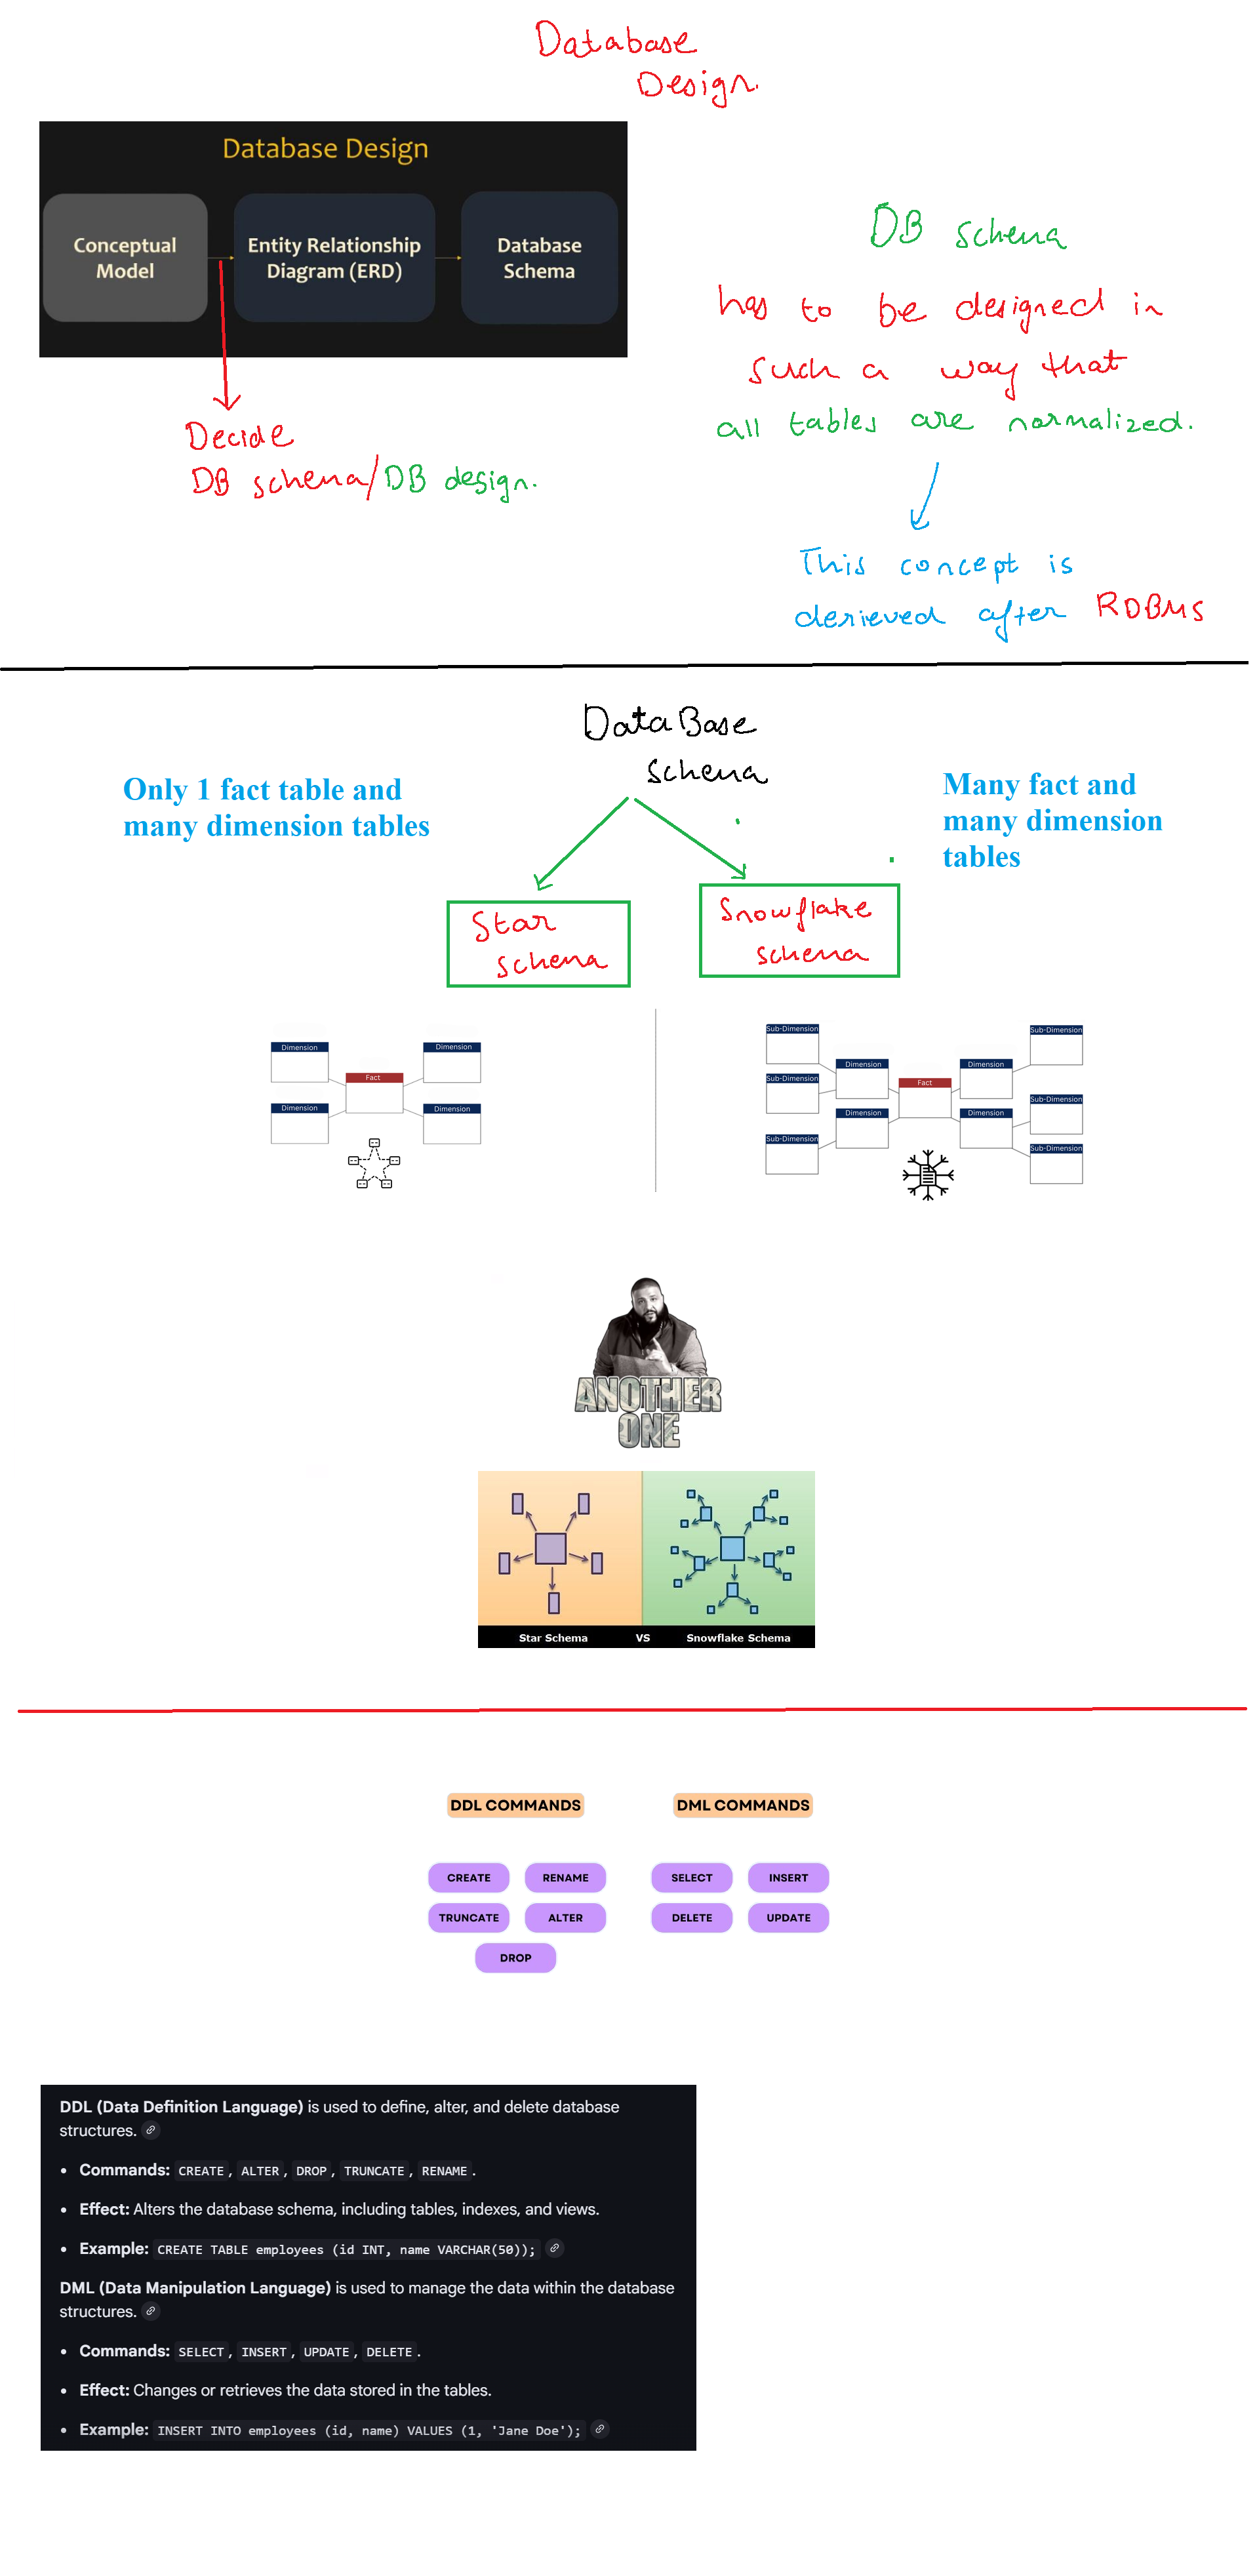 Database
Design.
Database Design
Conceptual
Model
Entity Relationship
Diagram (ERD)
Database
Schema
Decide
DB schema/DB design.
DB schema
has to be designed in
such a way that
all tables are normalized.
This concept is
derieved after RDBMS
DataBase
schema
Only 1 fact table and
many dimension tables
Many fact and
many dimension
tables
Star
schema
Snowflake
schema
Dimension
Dimension
Fact
Dimension
Dimension
Sub-Dimension
Sub-Dimension
Dimension
Dimension
Sub-Dimension
Fact
Sub-Dimension
Dimension
Dimension
Sub-Dimension
Sub-Dimension
ANOTHER
ONE
Star Schema VS Snowflake Schema
DDL COMMANDS DML COMMANDS
CREATE RENAME SELECT INSERT
TRUNCATE ALTER DELETE UPDATE
DROP
DDL (Data Definition Language) is used to define, alter, and delete database
structures.
• Commands: CREATE, ALTER, DROP, TRUNCATE, RENAME.
• Effect: Alters the database schema, including tables, indexes, and views.
• Example: CREATE TABLE employees (id INT, name VARCHAR(50));
DML (Data Manipulation Language) is used to manage the data within the database
structures.
• Commands: SELECT, INSERT, UPDATE, DELETE.
• Effect: Changes or retrieves the data stored in the tables.
• Example: INSERT INTO employees (id, name) VALUES (1, 'Jane Doe');